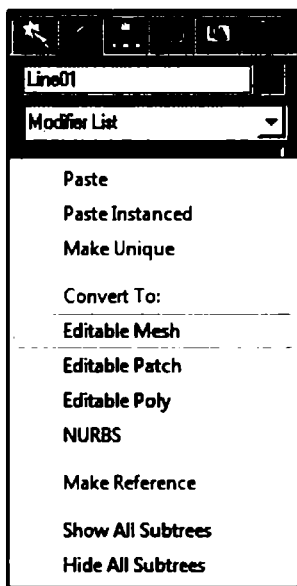 Line01
Modifier List
Paste
Paste Instanced
Make Unique
Convert To:
Editable Mesh
Editable Patch
Editable Poly
NURBS
Make Reference
Show All Subtrees
Hide All Subtrees